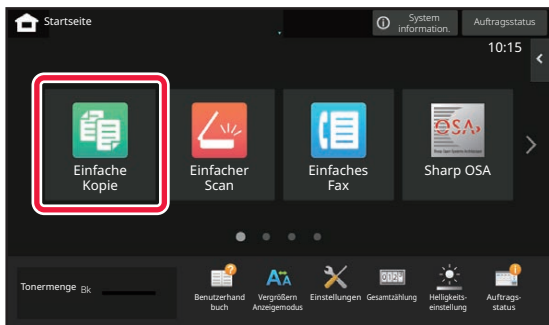 Startseite
System
information.
Auftragsstatus
10:15
Einfache
Kopie
Einfacher
Scan
Einfaches
Fax
Sharp OSA
OSA
Tonermenge Bk
Benutzerhand
buch
Vergrößern
Anzeigemodus
Einstellungen
Gesamtzählung
Helligkeits-
einstellung
Auftrags-
status